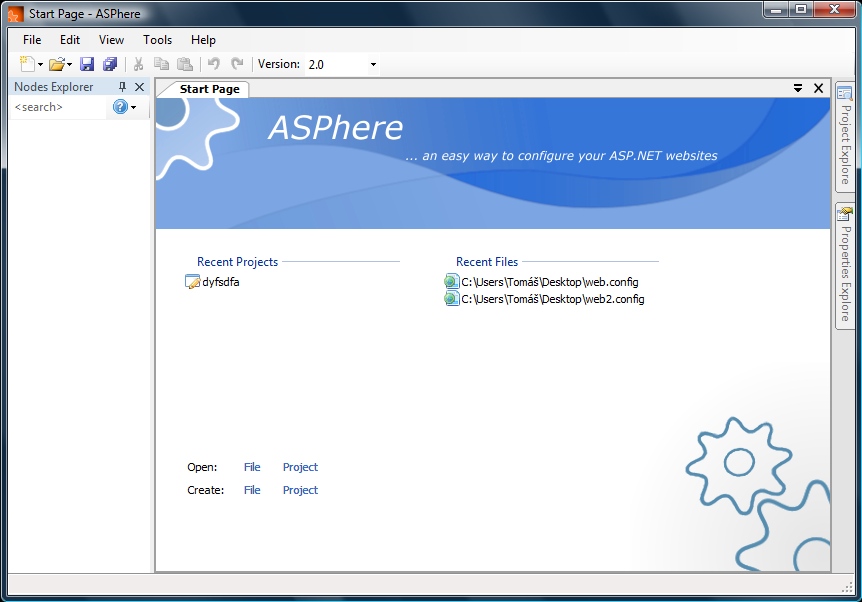 Start Page - ASPhere
File Edit View Tools Help
Version: 2.0
Nodes Explorer
<search>
Start Page
ASPhere
... an easy way to configure your ASP.NET websites
Recent Projects
dyfsdfa
Recent Files
C:\Users\Tomáš\Desktop\web.config
C:\Users\Tomáš\Desktop\web2.config
Open: File Project
Create: File Project
Project Explore
Properties Explore